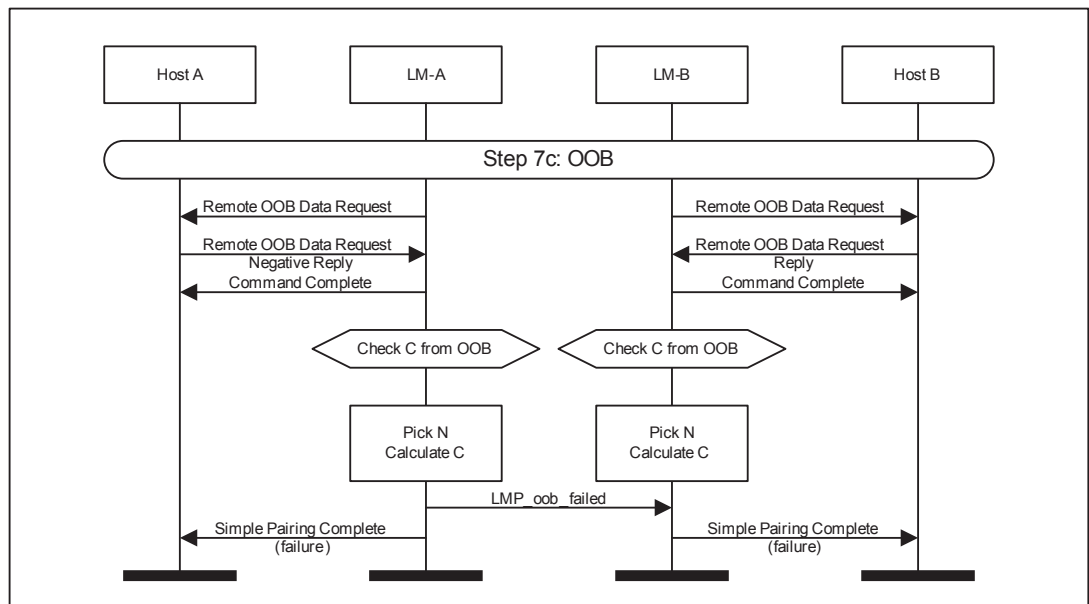 Host A
LM-A
LM-B
Host B
Step 7c: OOB
Remote OOB Data Request
Remote OOB Data Request
Remote OOB Data Request
Negative Reply
Remote OOB Data Request
Reply
Command Complete
Command Complete
Check C from OOB
Check C from OOB
Pick N
Calculate C
Pick N
Calculate C
LMP_oob_failed
Simple Pairing Complete
(failure)
Simple Pairing Complete
(failure)